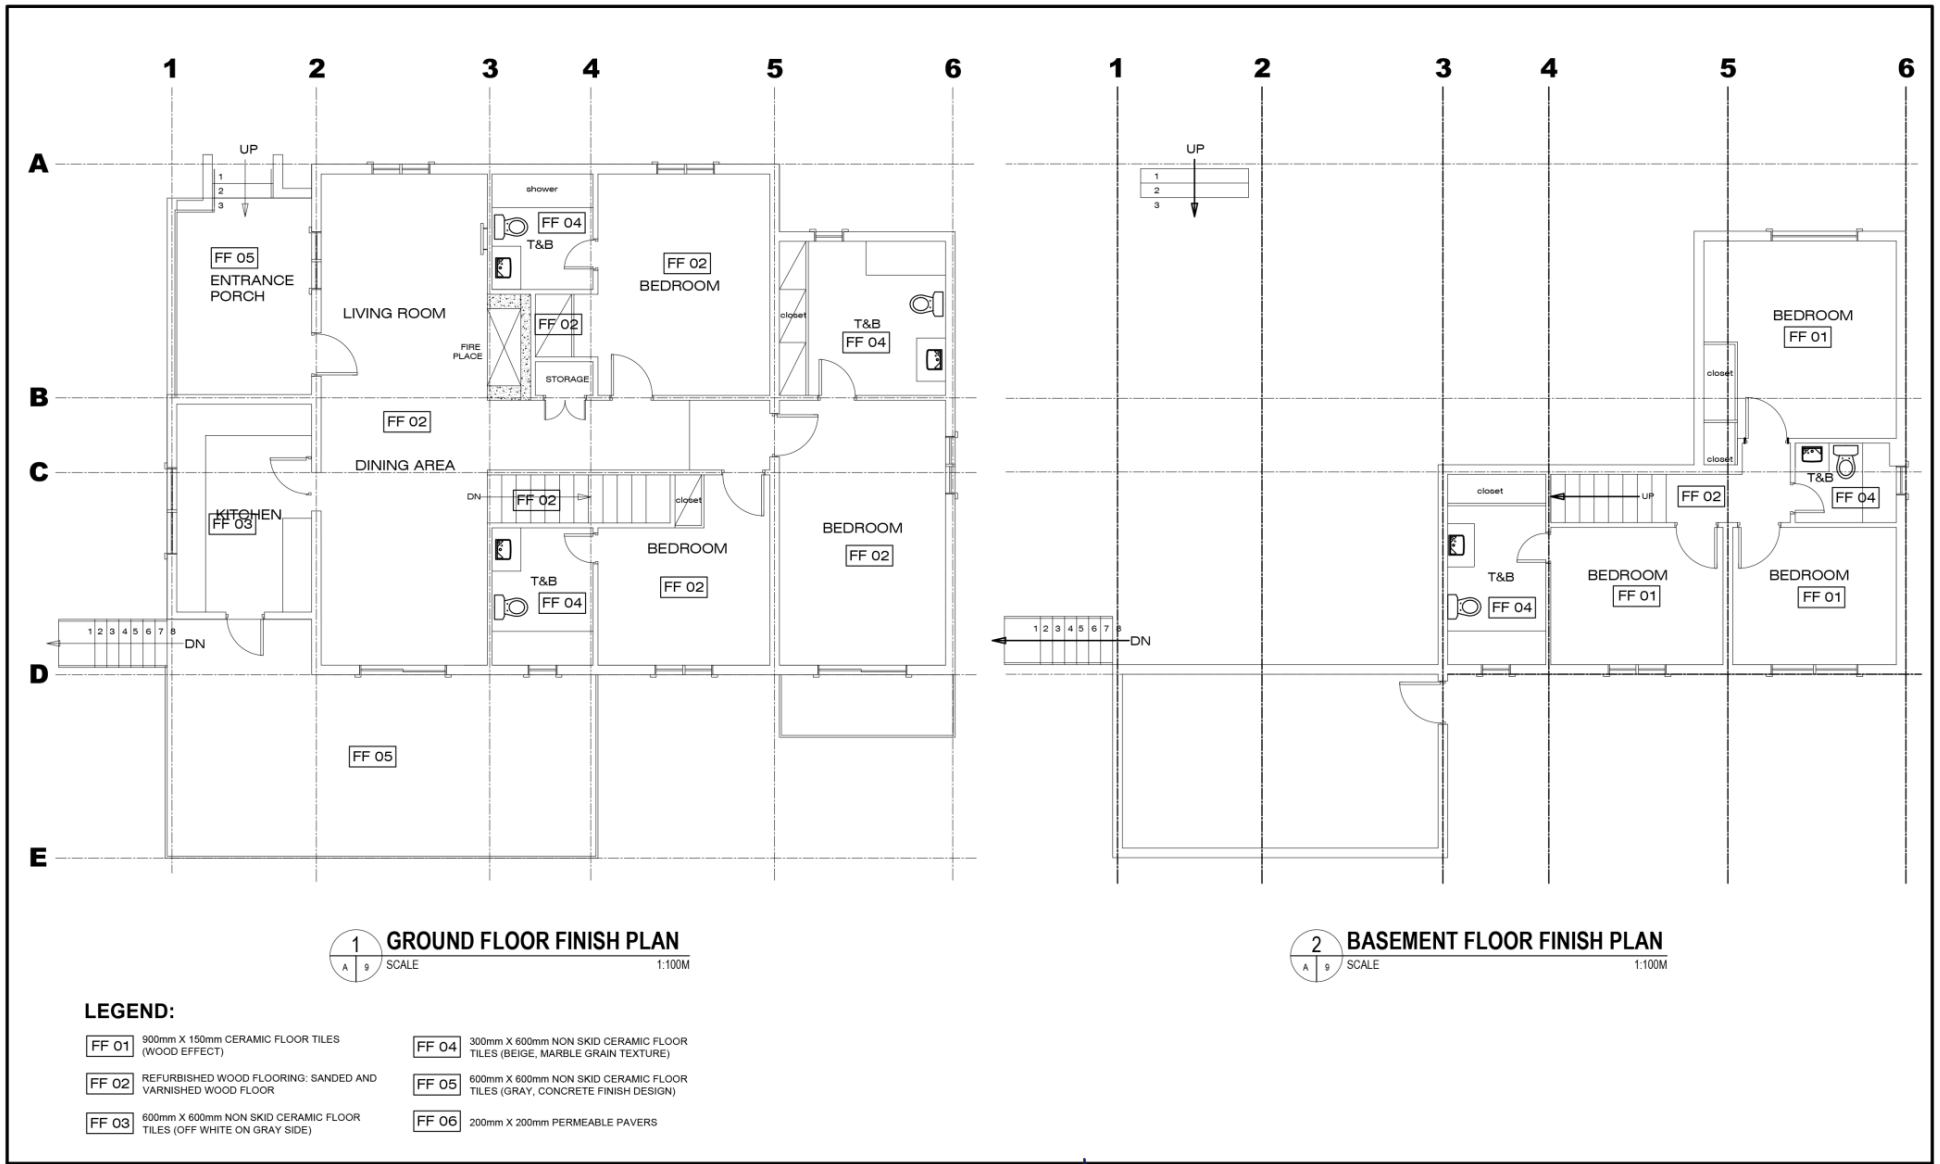 1 2 3 4 5 6
A
B
C
D
E
UP
1
2
3
shower
FF 04
T&B
FF 05
ENTRANCE
PORCH
FF 02
BEDROOM
LIVING ROOM
FIRE
PLACE
FF 02
STORAGE
closet
T&B
FF 04
FF 02
DINING AREA
KITCHEN
FF 03
DN
FF 02
closet
BEDROOM
FF 02
BEDROOM
FF 02
T&B
FF 04
1 2 3 4 5 6 7 8
DN
FF 05
1 GROUND FLOOR FINISH PLAN
A 9 SCALE 1:100M
1 2 3 4 5 6
UP
1
2
3
BEDROOM
FF 01
closet
closet
T&B
FF 04
closet
UP
FF 02
T&B
FF 04
BEDROOM
FF 01
BEDROOM
FF 01
1 2 3 4 5 6 7 8
DN
2 BASEMENT FLOOR FINISH PLAN
A 9 SCALE 1:100M
LEGEND:
FF 01 900mm X 150mm CERAMIC FLOOR TILES
(WOOD EFFECT)
FF 02 REFURBISHED WOOD FLOORING: SANDED AND
VARNISHED WOOD FLOOR
FF 03 600mm X 600mm NON SKID CERAMIC FLOOR
TILES (OFF WHITE ON GRAY SIDE)
FF 04 300mm X 600mm NON SKID CERAMIC FLOOR
TILES (BEIGE, MARBLE GRAIN TEXTURE)
FF 05 600mm X 600mm NON SKID CERAMIC FLOOR
TILES (GRAY, CONCRETE FINISH DESIGN)
FF 06 200mm X 200mm PERMEABLE PAVERS